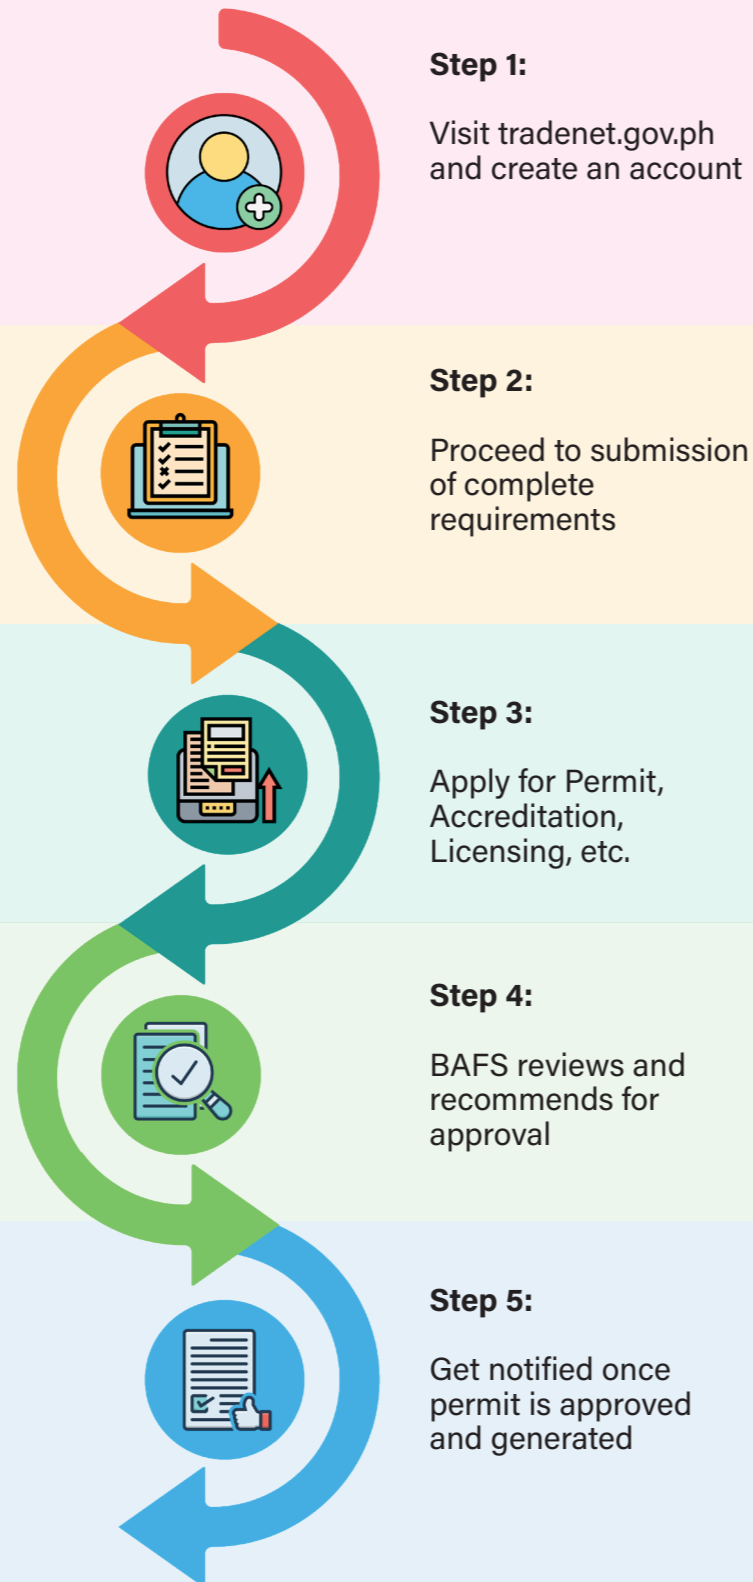 Step 1:
Visit tradenet.gov.ph
and create an account
Step 2:
Proceed to submission
of complete
requirements
Step 3:
Apply for Permit,
Accreditation,
Licensing, etc.
Step 4:
BAFS reviews and
recommends for
approval
Step 5:
Get notified once
permit is approved
and generated